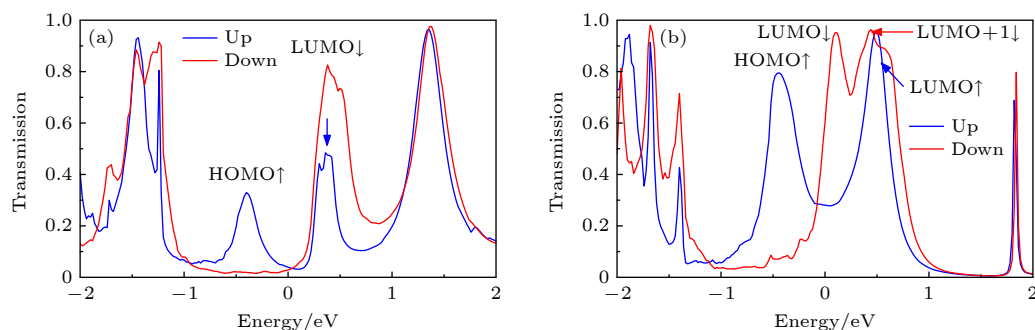 (a)
Up
Down
LUMO↓
HOMO↑
Transmission
1.0
0.8
0.6
0.4
0.2
0
−2
−1
0
1
2
Energy/eV
(b)
LUMO↓
LUMO+1↓
HOMO↑
LUMO↑
Up
Down
Transmission
1.0
0.8
0.6
0.4
0.2
0
−2
−1
0
1
2
Energy/eV